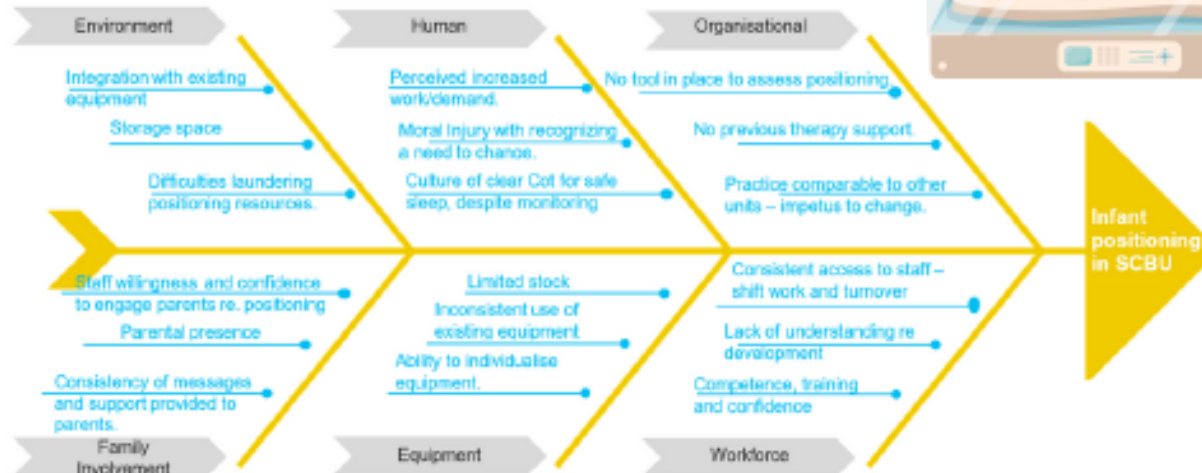 Environment
Human
Organisational
Integration with existing
equipment
Storage space
Difficulties laundering
positioning resources.
Perceived increased
work/demand.
Moral Injury with recognizing
a need to change.
Culture of clear Cot for safe
sleep, despite monitoring
No tool in place to assess positioning.
No previous therapy support.
Practice comparable to other
units – impetus to change.
Infant
positioning
in SCBU
Staff willingness and confidence
to engage parents re. positioning
Parental presence
Consistency of messages
and support provided to
parents.
Limited stock
Inconsistent use of
existing equipment
Ability to individualise
equipment.
Consistent access to staff –
shift work and turnover
Lack of understanding re
development
Competence, training
and confidence
Family
Involvement
Equipment
Workforce